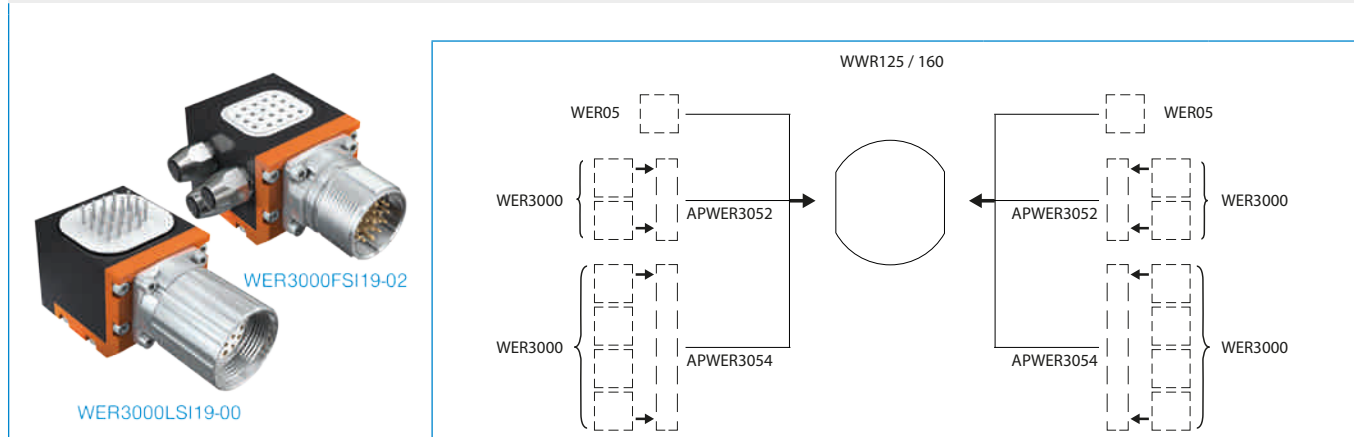 WWR125 / 160
WER05
WER05
WER3000
APWER3052
APWER3052
WER3000
WER3000FSI19-02
WER3000
APWER3054
APWER3054
WER3000
WER3000LSI19-00